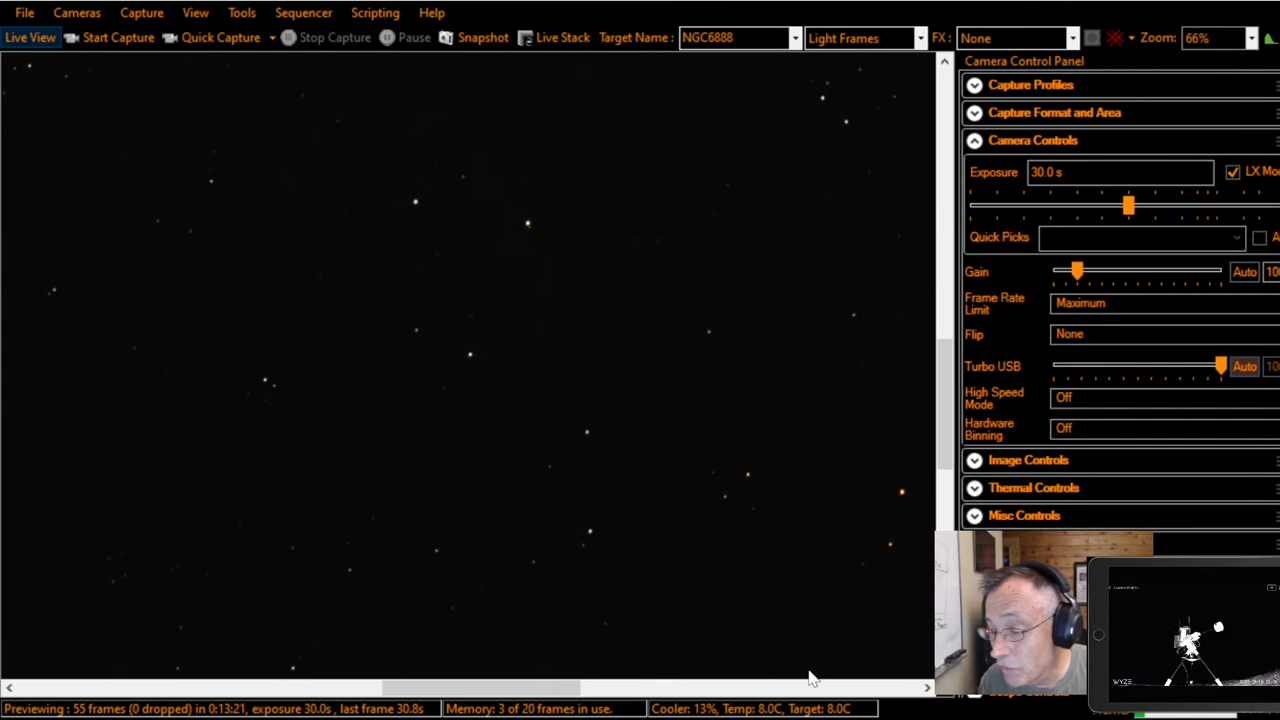 File Cameras Capture View Tools Sequencer Scripting Help
Live View Start Capture Quick Capture Stop Capture Pause Snapshot Live Stack Target Name : NGC6888 Light Frames FX : None Zoom: 66%
Camera Control Panel
Capture Profiles
Capture Format and Area
Camera Controls
Exposure 30.0 s LX Mo
Quick Picks A
Gain Auto 10
Frame Rate Limit Maximum
Flip None
Turbo USB Auto 10
High Speed Mode Off
Hardware Binning Off
Image Controls
Thermal Controls
Misc Controls
WYZE
Previewing : 55 frames (0 dropped) in 0:13:21, exposure 30.0s , last frame 30.8s Memory: 3 of 20 frames in use. Cooler: 13%, Temp: 8.0C, Target: 8.0C